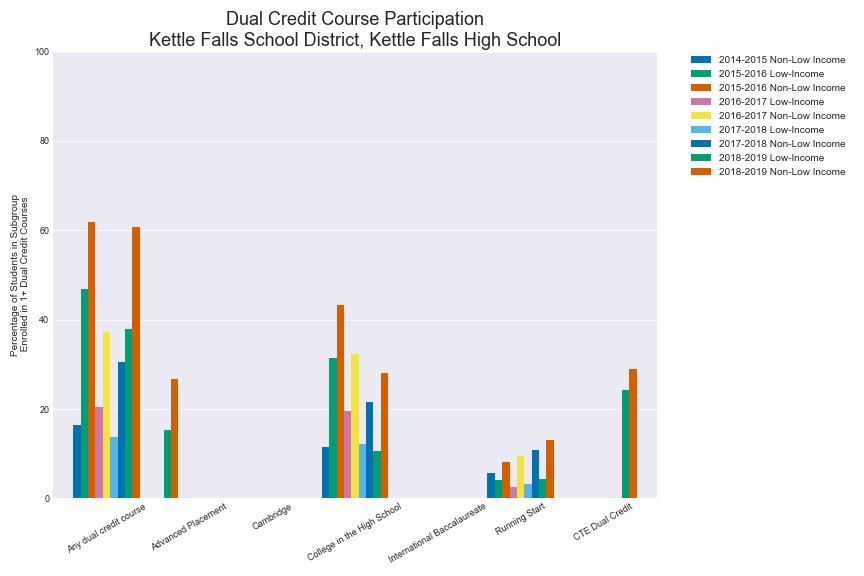 Dual Credit Course Participation
Kettle Falls School District, Kettle Falls High School
Percentage of Students in Subgroup
Enrolled in 1+ Dual Credit Courses
100
80
60
40
20
0
Any dual credit course
Advanced Placement
Cambridge
College in the High School
International Baccalaureate
Running Start
CTE Dual Credit
2014-2015 Non-Low Income
2015-2016 Low-Income
2015-2016 Non-Low Income
2016-2017 Low-Income
2016-2017 Non-Low Income
2017-2018 Low-Income
2017-2018 Non-Low Income
2018-2019 Low-Income
2018-2019 Non-Low Income